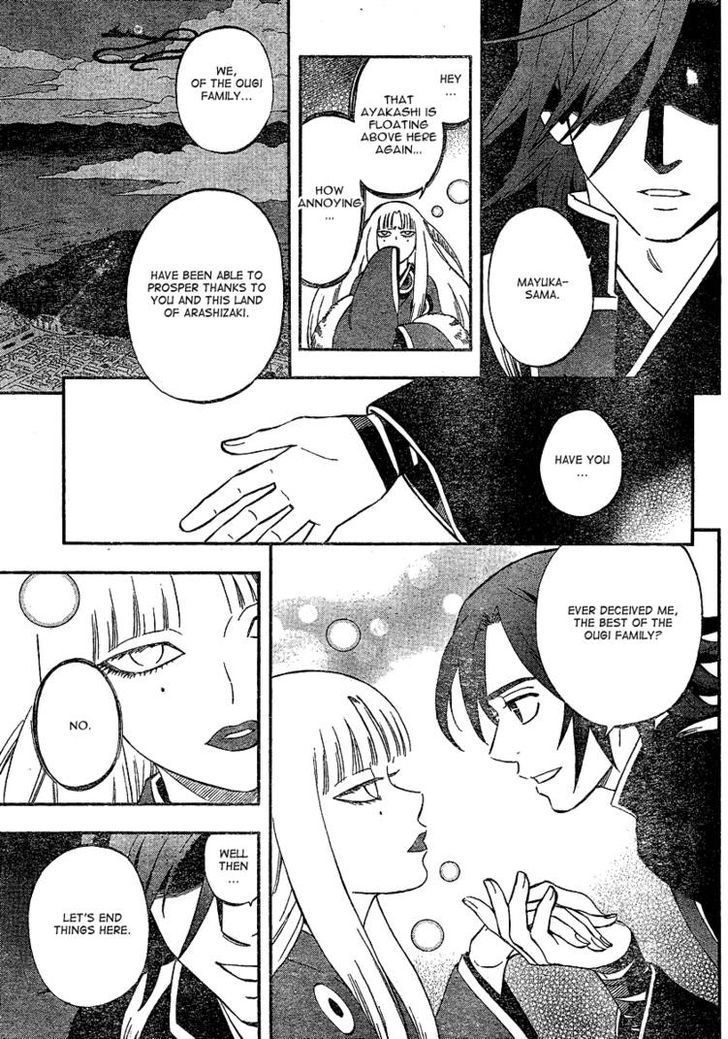 MAYUKA-
SAMA.
HEY
...
THAT
AYAKASHI IS
FLOATING
ABOVE HERE
AGAIN...
HOW
ANNOYING
...
WE,
OF THE OUGI
FAMILY...
HAVE BEEN ABLE TO
PROSPER THANKS TO
YOU AND THIS LAND
OF ARASHIZAKI.
HAVE YOU
...
EVER DECEIVED ME,
THE BEST OF THE
OUGI FAMILY?
NO.
WELL
THEN
...
LET'S END
THINGS HERE.